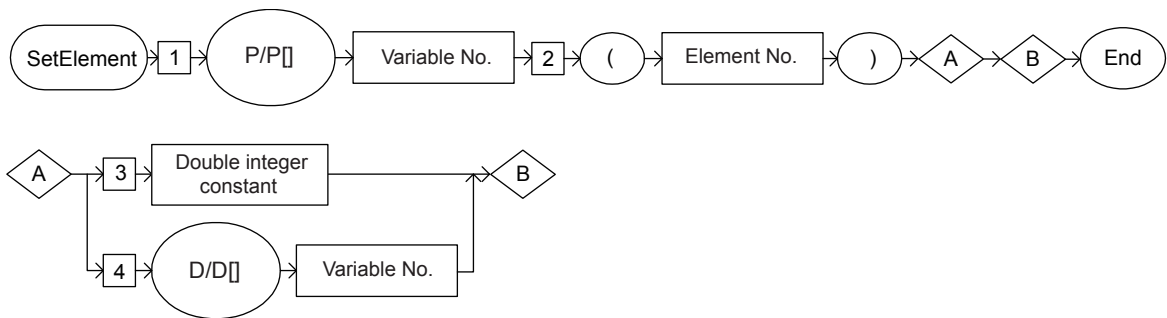 SetElement 1 P/P[] Variable No. 2 ( Element No. ) A B End
A 3 Double integer
constant B
4 D/D[] Variable No.